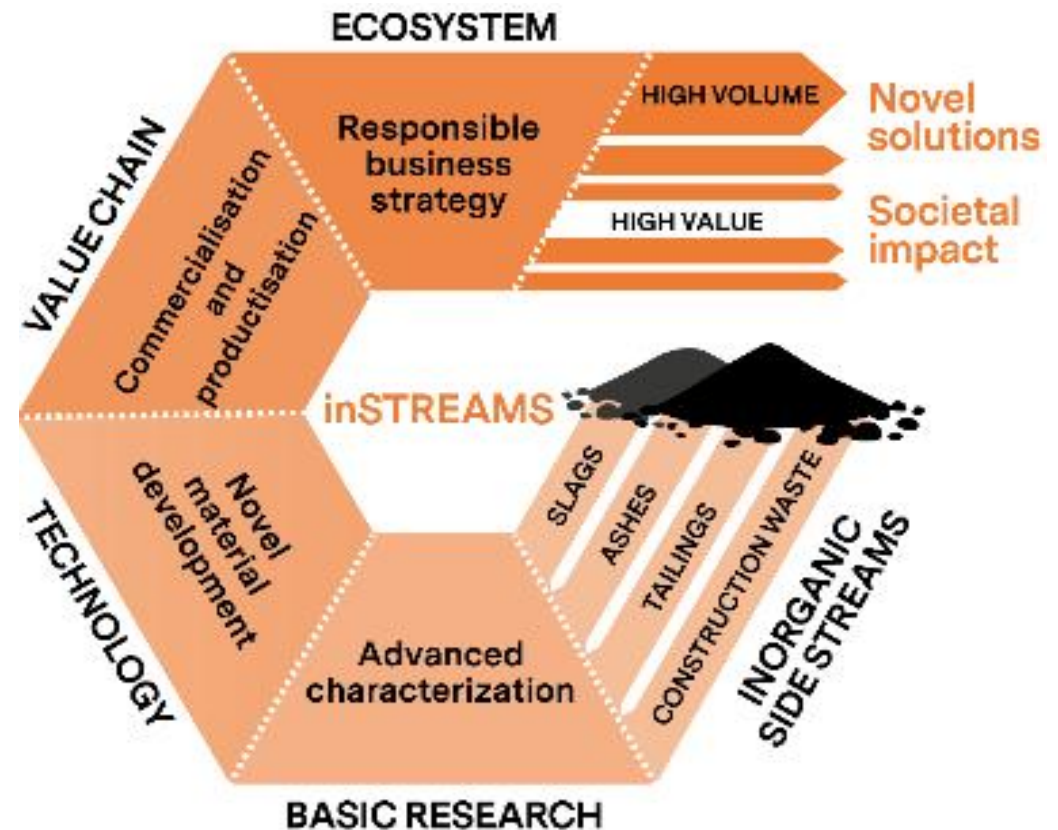 ECOSYSTEM
Responsible
business
strategy
HIGH VOLUME
HIGH VALUE
Novel
solutions
Societal
impact
VALUE CHAIN
Commercialisation
and
productisation
inSTREAMS
TECHNOLOGY
Novel
material
development
Advanced
characterization
BASIC RESEARCH
SLAGS
ASHES
TAILINGS
CONSTRUCTION WASTE
INORGANIC
SIDE STREAMS